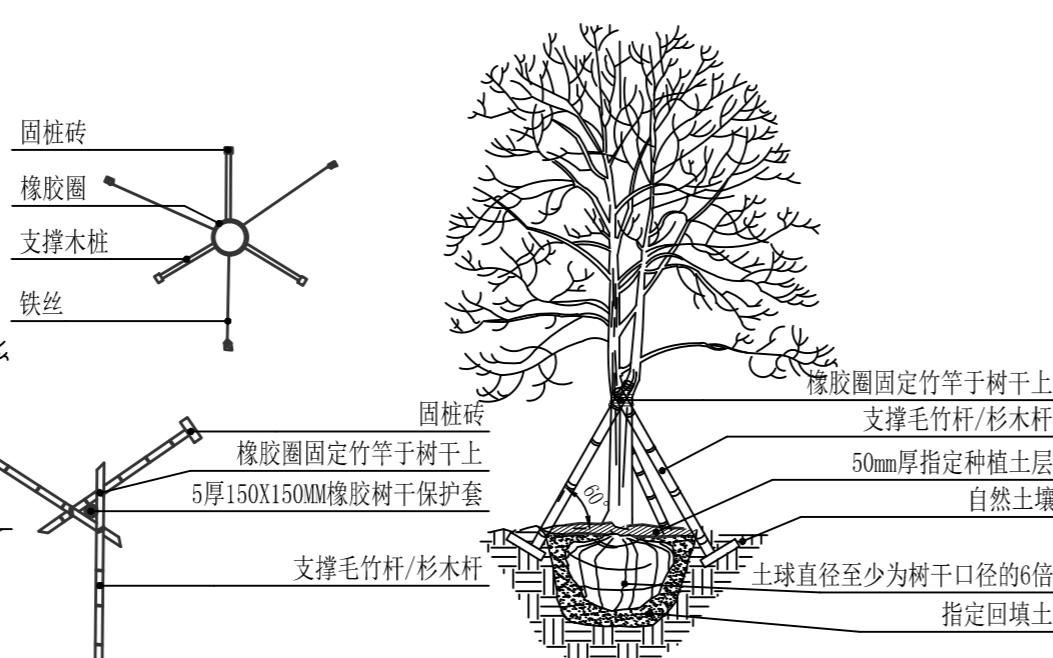 固桩砖
橡胶圈
支撑木桩
铁丝
固桩砖
橡胶圈固定竹竿于树干上
5厚150X150MM橡胶树干保护套
支撑毛竹杆/杉木杆
橡胶圈固定竹竿于树干上
支撑毛竹杆/杉木杆
50mm厚指定种植土层
自然土壤
60°
土球直径至少为树干口径的6倍
指定回填土